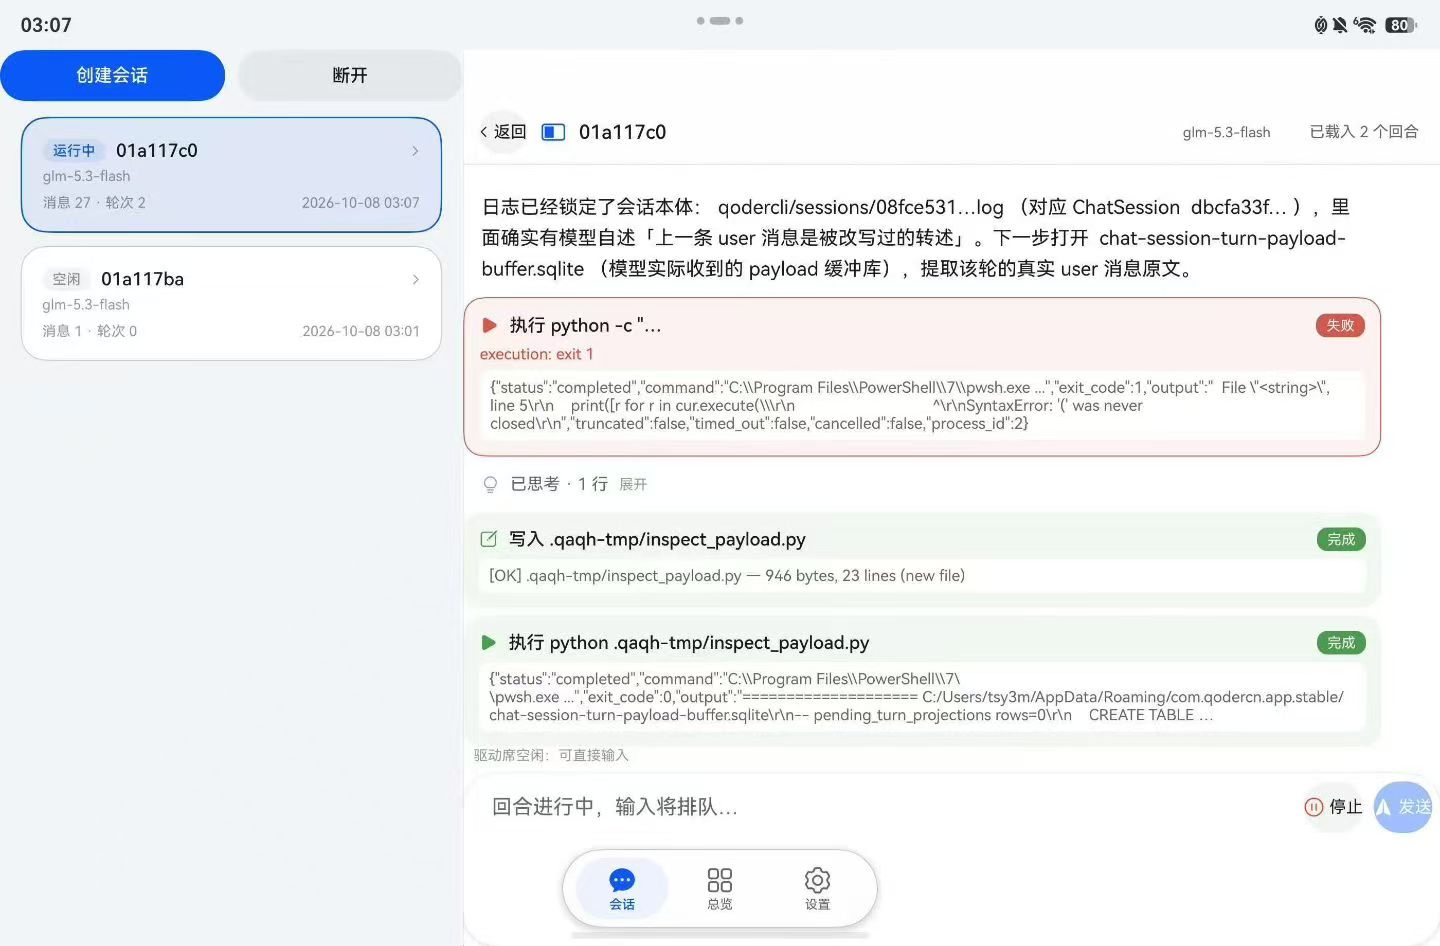 03:07
80
创建会话
断开
运行中 01a117c0
glm-5.3-flash
消息 27 · 轮次 2 2026-10-08 03:07
空闲 01a117ba
glm-5.3-flash
消息 1 · 轮次 0 2026-10-08 03:01
返回 01a117c0 glm-5.3-flash 已载入 2 个回合
日志已经锁定了会话本体： qodercli/sessions/08fce531...log （对应 ChatSession dbcfa33f... ），里
面确实有模型自述「上一条 user 消息是被改写过的转述」。下一步打开 chat-session-turn-payload-
buffer.sqlite （模型实际收到的 payload 缓冲库），提取该轮的真实 user 消息原文。
执行 python -c "... 失败
execution: exit 1
{"status":"completed","command":"C:\\Program Files\\PowerShell\\7\\pwsh.exe ...","exit_code":1,"output":" File \"<string>\",
line 5\r\n print([r for r in cur.execute(\\\r\n ^\r\nSyntaxError: '(' was never
closed\r\n","truncated":false,"timed_out":false,"cancelled":false,"process_id":2}
已思考 · 1 行 展开
写入 .qaqh-tmp/inspect_payload.py 完成
[OK] .qaqh-tmp/inspect_payload.py — 946 bytes, 23 lines (new file)
执行 python .qaqh-tmp/inspect_payload.py 完成
{"status":"completed","command":"C:\\Program Files\\PowerShell\\7\
\pwsh.exe ...","exit_code":0,"output":"==================== C:/Users/tsy3m/AppData/Roaming/com.qodercn.app.stable/
chat-session-turn-payload-buffer.sqlite\r\n-- pending_turn_projections rows=0\r\n CREATE TABLE ...
驱动席空闲：可直接输入
回合进行中，输入将排队... 停止 发送
会话 总览 设置